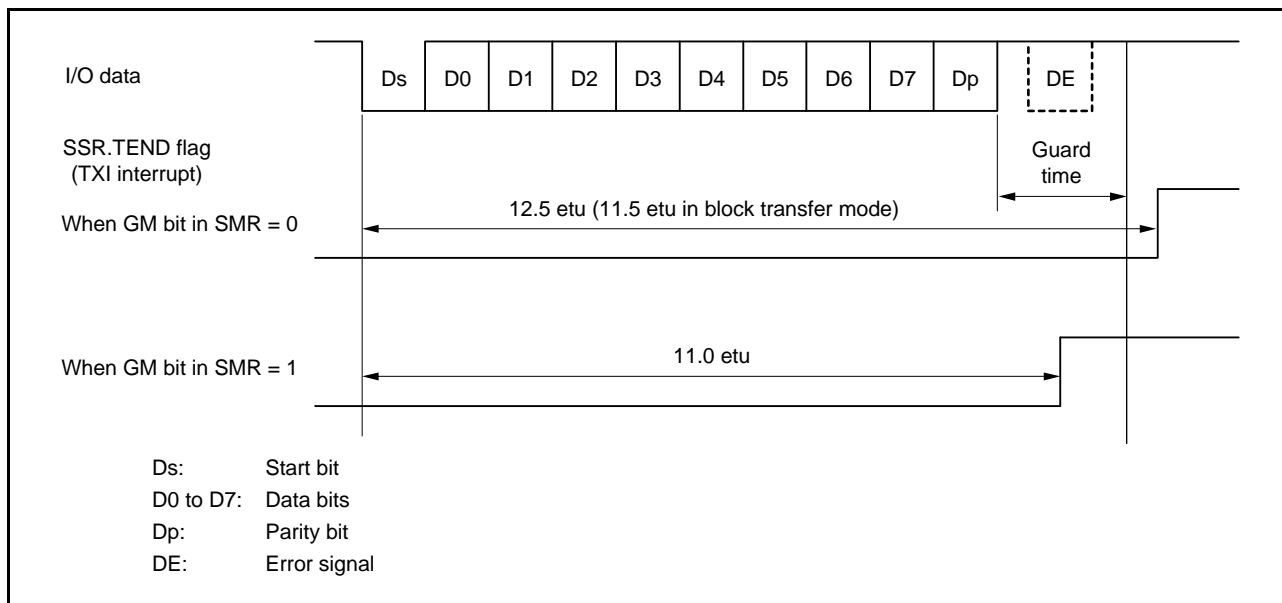 I/O data
Ds D0 D1 D2 D3 D4 D5 D6 D7 Dp DE
SSR.TEND flag
(TXI interrupt)
Guard
time
When GM bit in SMR = 0
12.5 etu (11.5 etu in block transfer mode)
When GM bit in SMR = 1
11.0 etu
Ds: Start bit
D0 to D7: Data bits
Dp: Parity bit
DE: Error signal